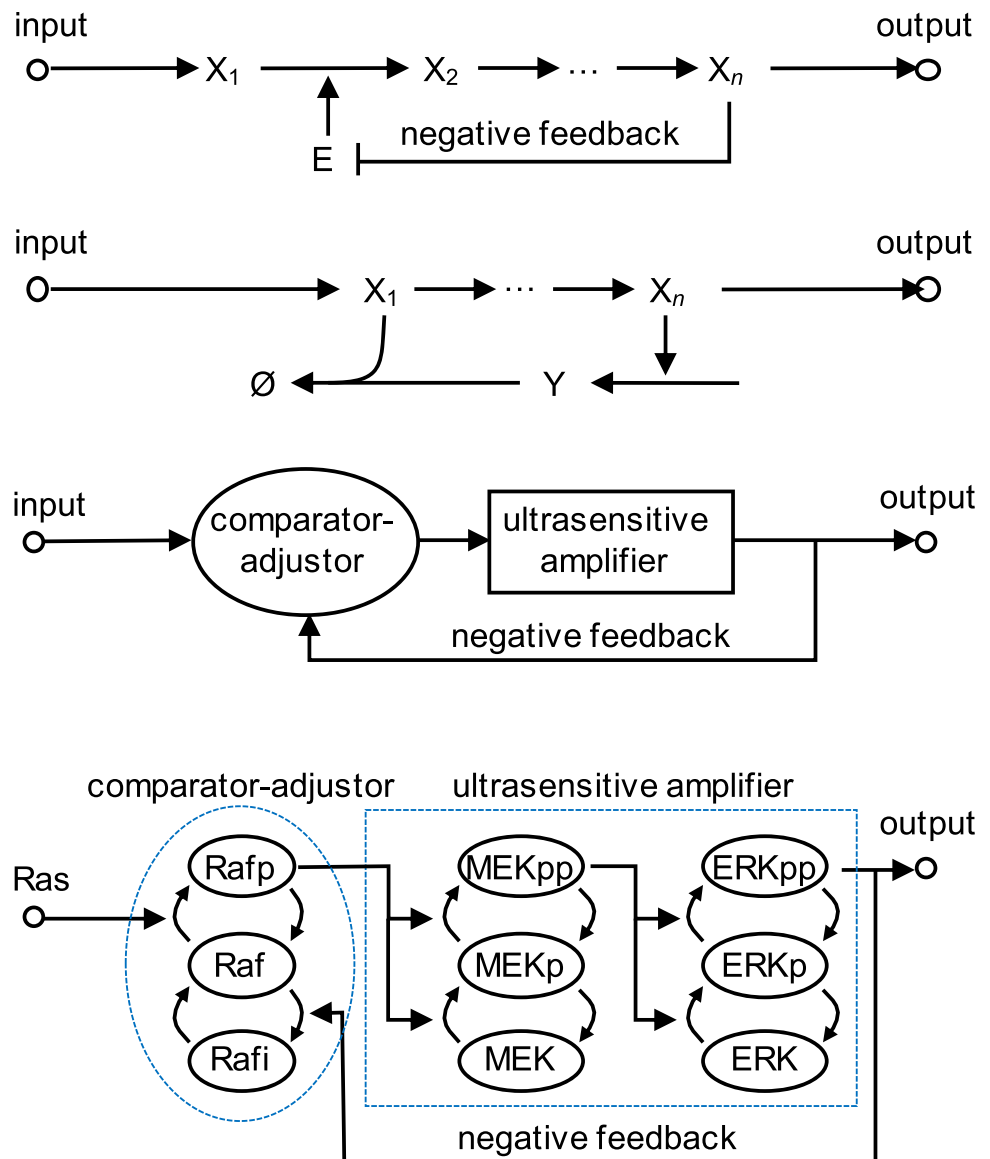 input
output
X1
X2
...
Xn
negative feedback
E
input
output
X1
...
Xn
Ø
Y
input
output
comparator-
adjustor
ultrasensitive
amplifier
negative feedback
comparator-adjustor
ultrasensitive amplifier
output
Ras
Rafp
MEKpp
ERKpp
Raf
MEKp
ERKp
Rafi
MEK
ERK
negative feedback